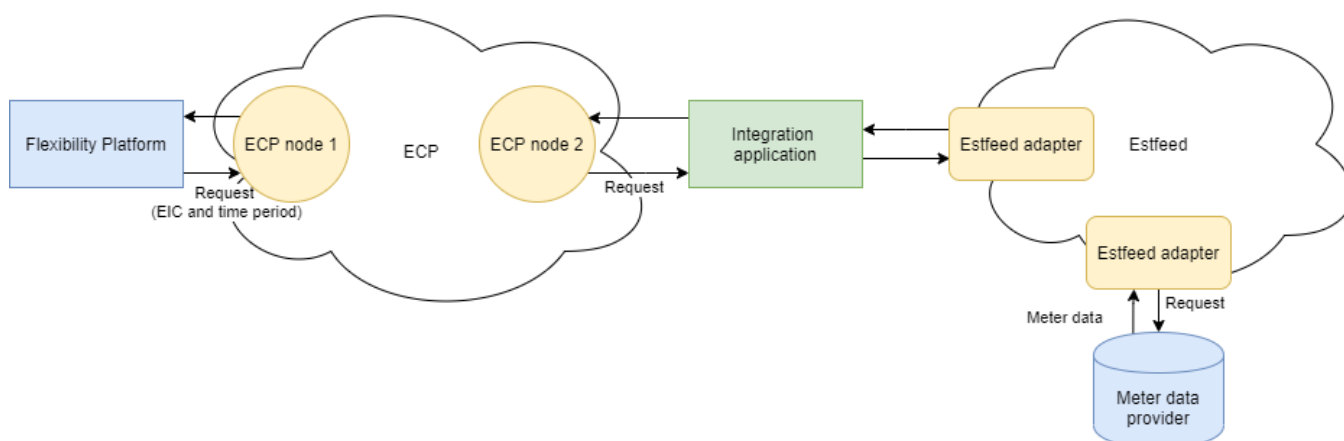 Flexibility Platform
ECP node 1
Request
(EIC and time period)
ECP
ECP node 2
Request
Integration
application
Estfeed adapter
Estfeed
Estfeed adapter
Meter data
Request
Meter data
provider